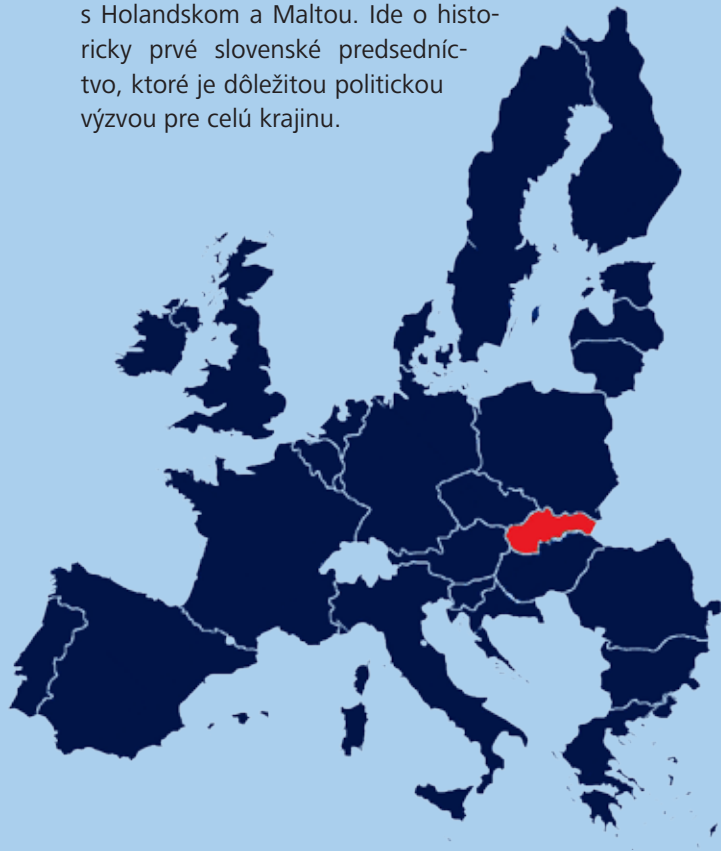 s Holandskom a Maltou. Ide o histo-
ricky prvé slovenské predsedníc-
tvo, ktoré je dôležitou politickou
výzvou pre celú krajinu.